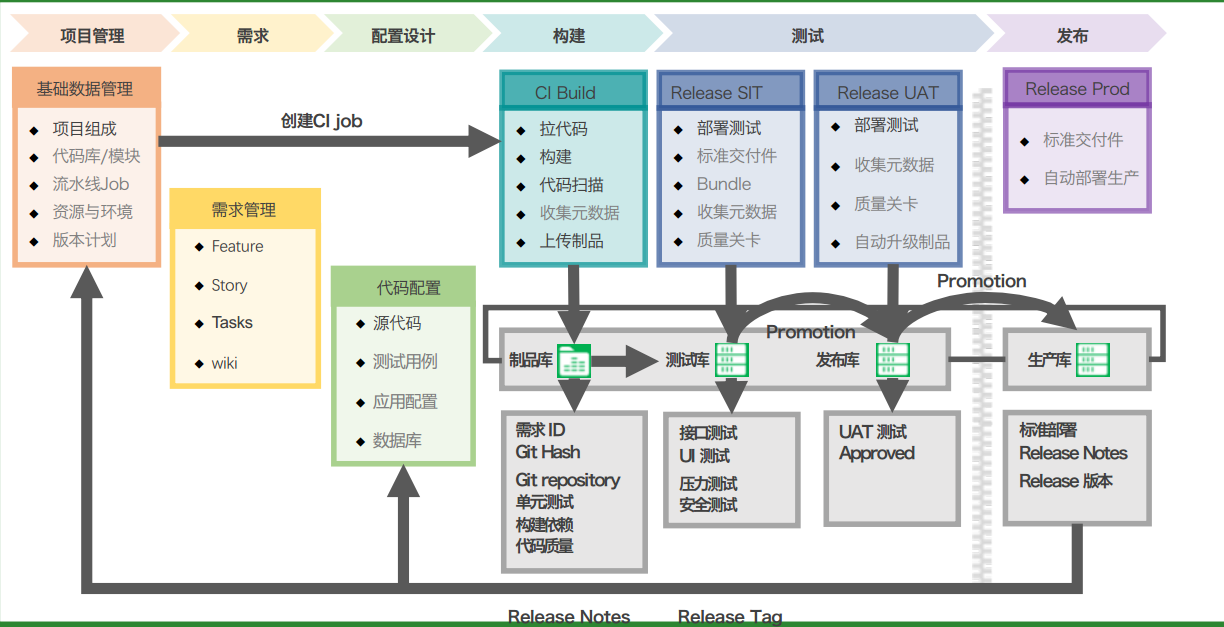 项目管理
需求
配置设计
构建
测试
发布
基础数据管理
项目组成
代码库/模块
流水线Job
资源与环境
版本计划
创建CI job
需求管理
Feature
Story
Tasks
wiki
代码配置
源代码
测试用例
应用配置
数据库
CI Build
拉代码
构建
代码扫描
收集元数据
上传制品
Release SIT
部署测试
标准交付件
Bundle
收集元数据
质量关卡
Release UAT
部署测试
收集元数据
质量关卡
自动升级制品
Release Prod
标准交付件
自动部署生产
Promotion
Promotion
制品库
测试库
发布库
生产库
需求 ID
Git Hash
Git repository
单元测试
构建依赖
代码质量
接口测试
UI 测试
压力测试
安全测试
UAT 测试
Approved
标准部署
Release Notes
Release 版本
Release Notes
Release Tag